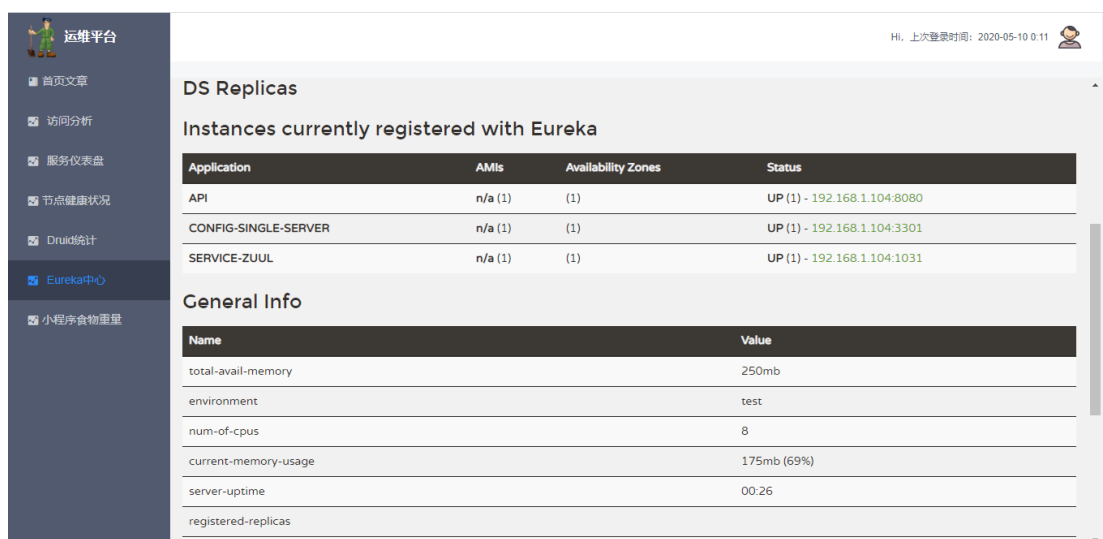 运维平台
Hi，上次登录时间：2020-05-10 0:11
首页文章
访问分析
服务仪表盘
节点健康状况
Druid统计
Eureka中心
小程序食物重量
DS Replicas
Instances currently registered with Eureka
Application AMIs Availability Zones Status
API n/a (1) (1) UP (1) - 192.168.1.104:8080
CONFIG-SINGLE-SERVER n/a (1) (1) UP (1) - 192.168.1.104:3301
SERVICE-ZUUL n/a (1) (1) UP (1) - 192.168.1.104:1031
General Info
Name Value
total-avail-memory 250mb
environment test
num-of-cpus 8
current-memory-usage 175mb (69%)
server-uptime 00:26
registered-replicas